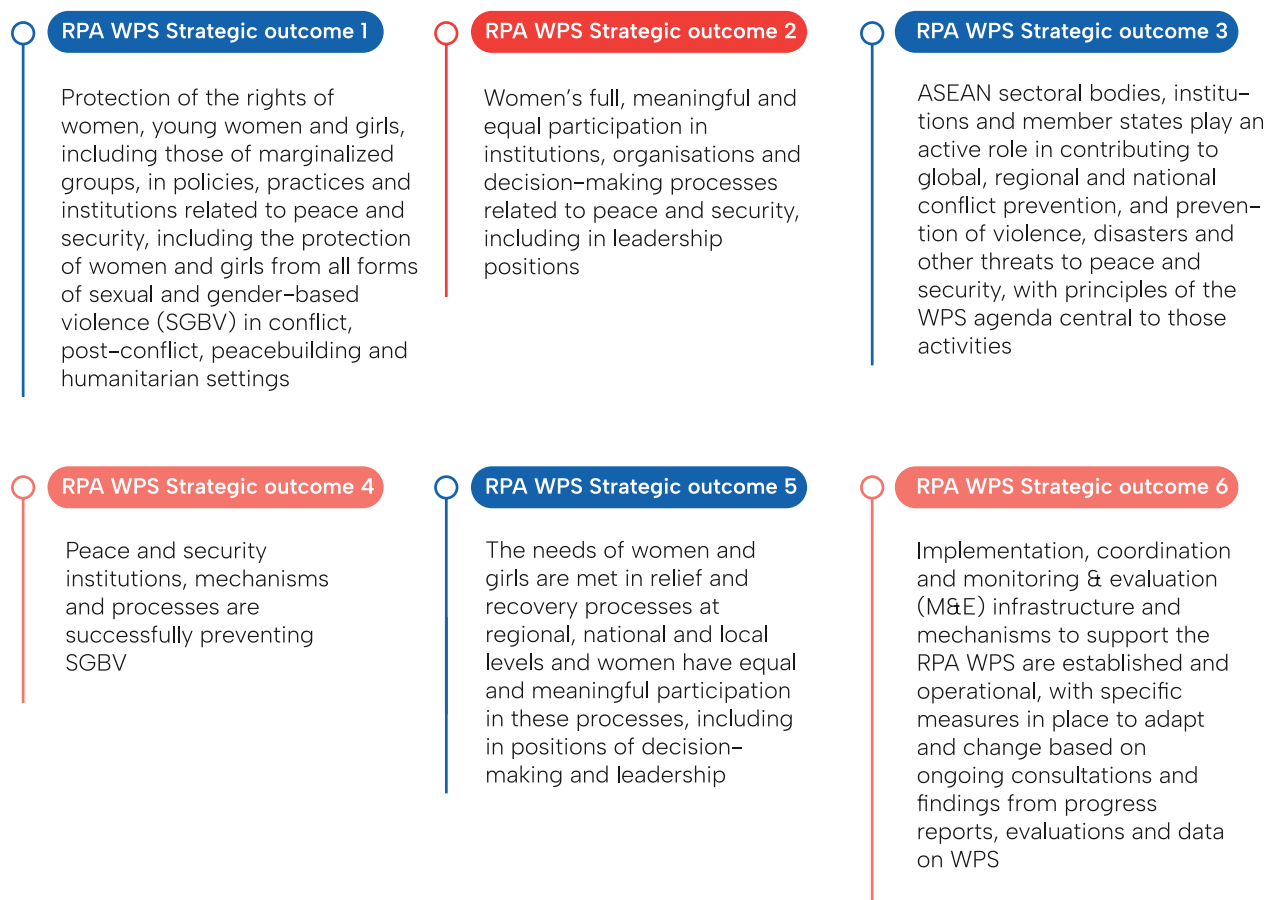 RPA WPS Strategic outcome 1
Protection of the rights of
women, young women and girls,
including those of marginalized
groups, in policies, practices and
institutions related to peace and
security, including the protection
of women and girls from all forms
of sexual and gender-based
violence (SGBV) in conflict,
post-conflict, peacebuilding and
humanitarian settings
RPA WPS Strategic outcome 2
Women's full, meaningful and
equal participation in
institutions, organisations and
decision-making processes
related to peace and security,
including in leadership
positions
RPA WPS Strategic outcome 3
ASEAN sectoral bodies, institu-
tions and member states play an
active role in contributing to
global, regional and national
conflict prevention, and preven-
tion of violence, disasters and
other threats to peace and
security, with principles of the
WPS agenda central to those
activities
RPA WPS Strategic outcome 4
Peace and security
institutions, mechanisms
and processes are
successfully preventing
SGBV
RPA WPS Strategic outcome 5
The needs of women and
girls are met in relief and
recovery processes at
regional, national and local
levels and women have equal
and meaningful participation
in these processes, including
in positions of decision-
making and leadership
RPA WPS Strategic outcome 6
Implementation, coordination
and monitoring & evaluation
(M&E) infrastructure and
mechanisms to support the
RPA WPS are established and
operational, with specific
measures in place to adapt
and change based on
ongoing consultations and
findings from progress
reports, evaluations and data
on WPS